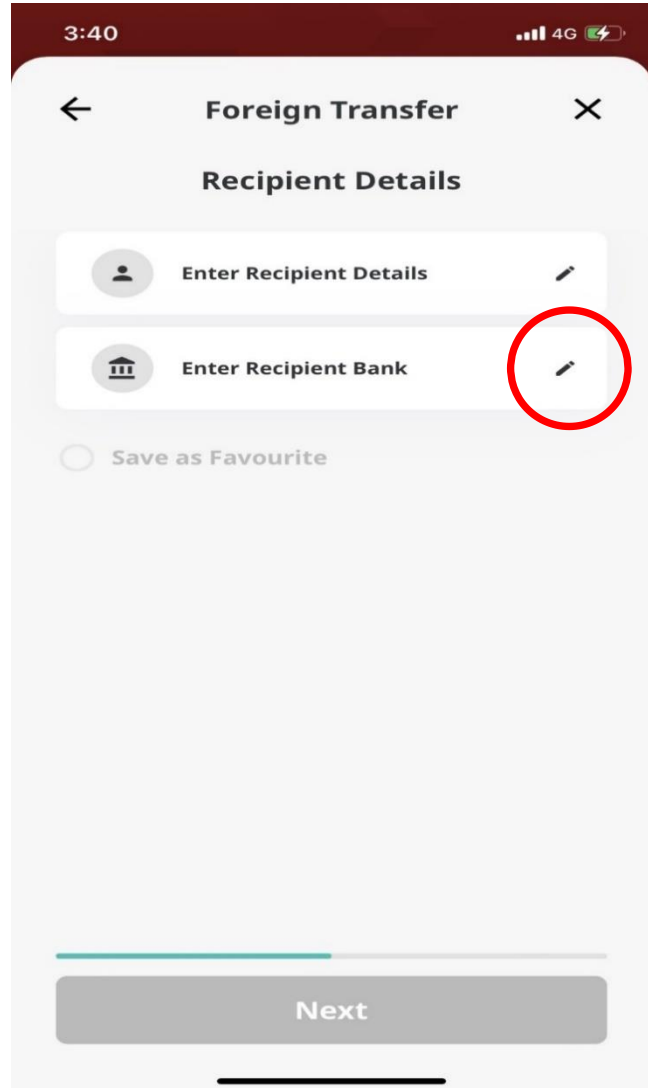 3:40 4G
Foreign Transfer
Recipient Details
Enter Recipient Details
Enter Recipient Bank
Save as Favourite
Next